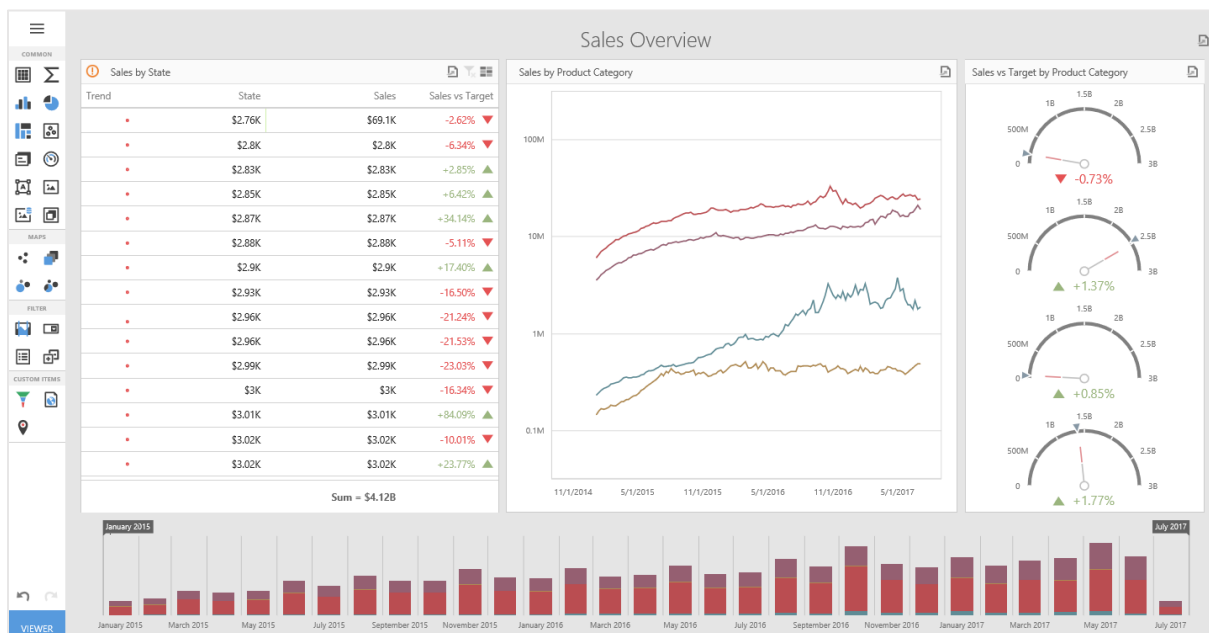 Sales Overview
COMMON
MAPS
FILTER
CUSTOM ITEMS
VIEWER
Sales by State
Trend State Sales Sales vs Target
$2.76K $69.1K -2.62%
$2.8K $2.8K -6.34%
$2.83K $2.83K +2.85%
$2.85K $2.85K +6.42%
$2.87K $2.87K +34.14%
$2.88K $2.88K -5.11%
$2.9K $2.9K +17.40%
$2.93K $2.93K -16.50%
$2.96K $2.96K -21.24%
$2.96K $2.96K -21.53%
$2.99K $2.99K -23.03%
$3K $3K -16.34%
$3.01K $3.01K +84.09%
$3.02K $3.02K -10.01%
$3.02K $3.02K +23.77%
Sum = $4.12B
Sales by Product Category
100M
10M
1M
0.1M
11/1/2014 5/1/2015 11/1/2015 5/1/2016 11/1/2016 5/1/2017
Sales vs Target by Product Category
0 500M 1B 1.5B 2B 2.5B 3B
-0.73%
0 500M 1B 1.5B 2B 2.5B 3B
+1.37%
0 500M 1B 1.5B 2B 2.5B 3B
+0.85%
0 500M 1B 1.5B 2B 2.5B 3B
+1.77%
January 2015 July 2017
January 2015 March 2015 May 2015 July 2015 September 2015 November 2015 January 2016 March 2016 May 2016 July 2016 September 2016 November 2016 January 2017 March 2017 May 2017 July 2017